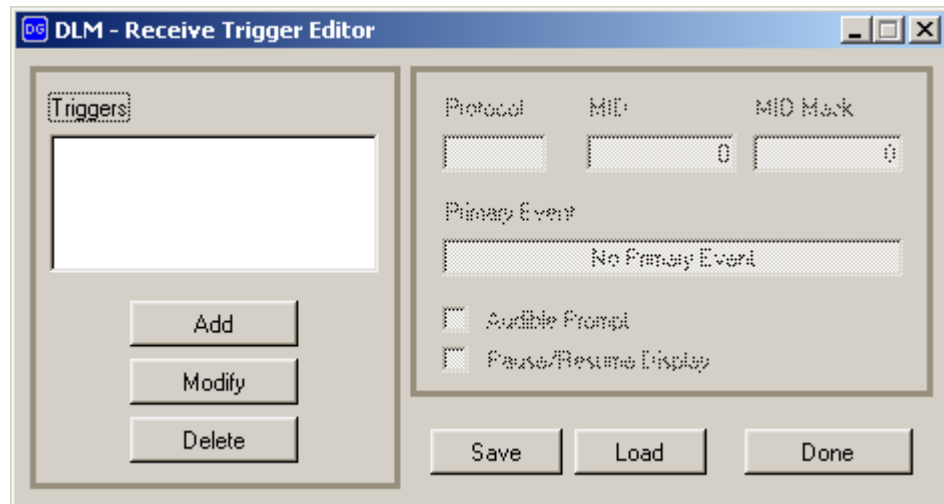 DG DLM - Receive Trigger Editor
Triggers
Add
Modify
Delete
Protocol MID MID Mask
0 0
Primary Event
No Primary Event
Audible Prompt
Pause/Resume Display
Save Load Done